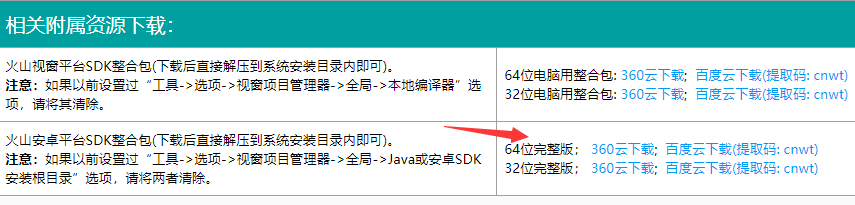 相关附属资源下载：
火山视窗平台SDK整合包(下载后直接解压到系统安装目录内即可)。
注意：如果以前设置过“工具->选项->视窗项目管理器->全局->本地编译器”选
项，请将其清除。
64位电脑用整合包: 360云下载; 百度云下载(提取码: cnwt)
32位电脑用整合包: 360云下载; 百度云下载(提取码: cnwt)
火山安卓平台SDK整合包(下载后直接解压到系统安装目录内即可)。
注意：如果以前设置过“工具->选项->视窗项目管理器->全局->Java或安卓SDK
安装根目录”选项，请将两者清除。
64位完整版； 360云下载; 百度云下载(提取码: cnwt)
32位完整版； 360云下载; 百度云下载(提取码: cnwt)